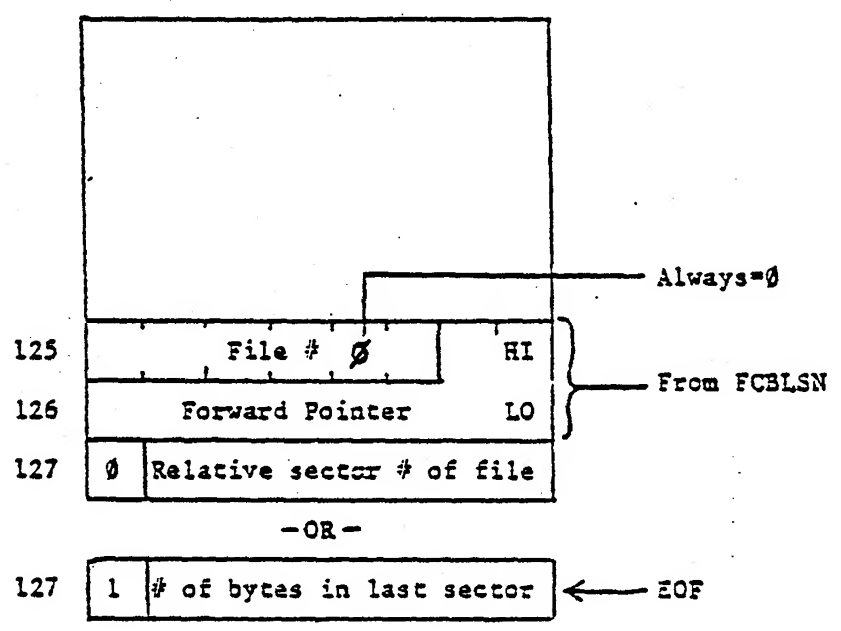 Always=Ø
125 File # Ø HI
From FCBLSN
126 Forward Pointer LO
127 Ø Relative sector # of file
-OR-
127 1 # of bytes in last sector EOF